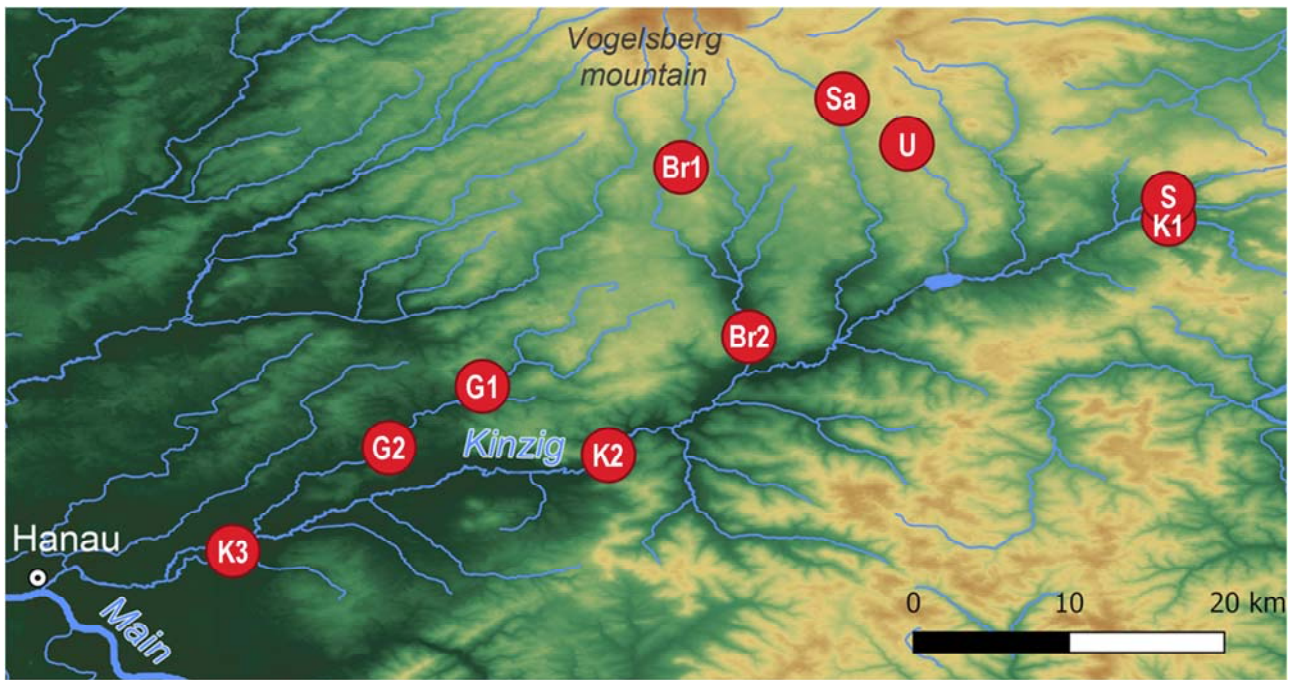 Vogelsberg
mountain
Sa
U
Br1
S
K1
Br2
G1
G2
Kinzig
K2
Hanau
K3
Main
0 10 20 km